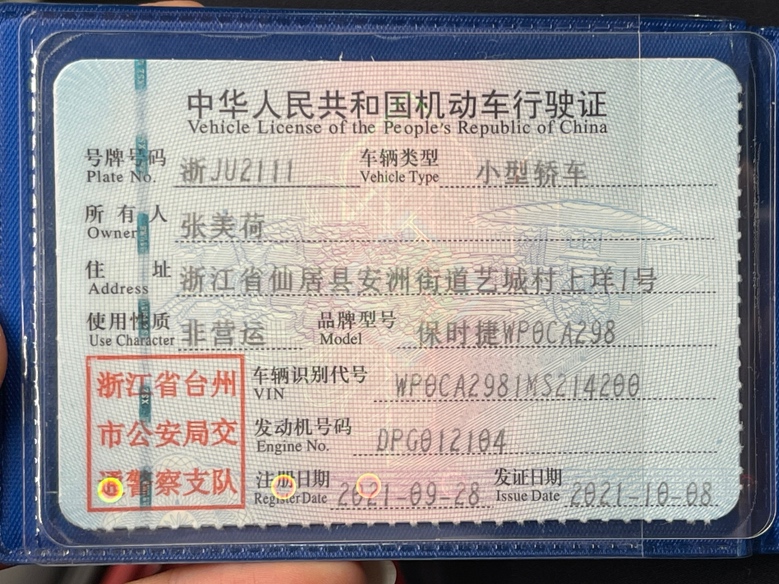 中华人民共和国机动车行驶证
Vehicle License of the People's Republic of China
号牌号码 浙JU2111 车辆类型 小型轿车
Plate No. Vehicle Type
所有人 张美荷
Owner
住址 浙江省仙居县安洲街道艺城村上垟1号
Address
使用性质 非营运 品牌型号 保时捷WP0CA298
Use Character Model
浙江省台州
市公安局交
通警察支队
车辆识别代号 WP0CA2981MS214200
VIN
发动机号码 DPG012104
Engine No.
注册日期 2021-09-28 发证日期 2021-10-08
Register Date Issue Date